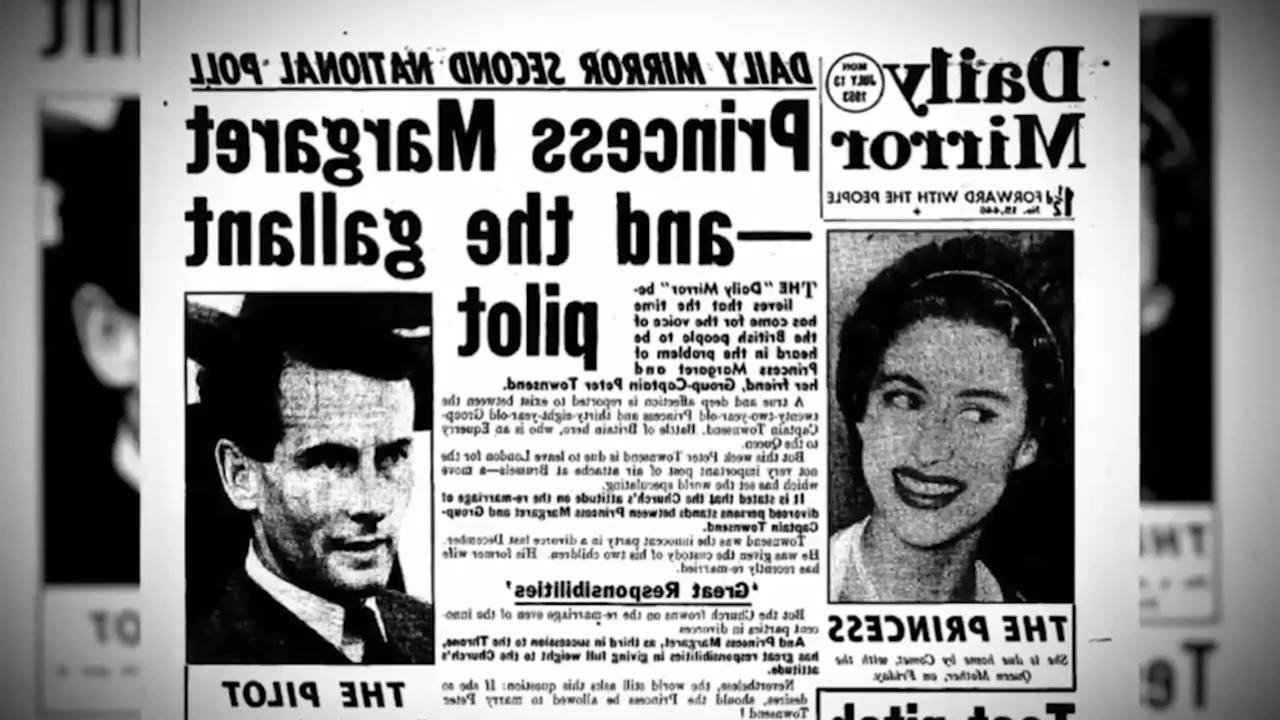 Daily
Mirror
MON
JULY 13
1953
1½d FORWARD WITH THE PEOPLE
No. 15,446
DAILY MIRROR SECOND NATIONAL POLL
Princess Margaret
—and the gallant
pilot
THE "Daily Mirror" be-
lieves that the time
has come for the voice of
the British people to be
heard in the problem of
Princess Margaret and
her friend, Group-Captain Peter Townsend.
A true and deep affection is reported to exist between the
twenty-two-year-old Princess and thirty-eight-year-old Group-
Captain Townsend, Battle of Britain hero, who is an Equerry
to the Queen.
But this week Peter Townsend is due to leave London for the
not very important post of air attache at Brussels—a move
which has set the world speculating.
It is stated that the Church's attitude on the re-marriage of
divorced persons stands between Princess Margaret and Group-
Captain Townsend.
Townsend was the innocent party in a divorce last December.
He was given the custody of his two children. His former wife
has recently re-married.
'Great Responsibilities'
But the Church frowns on the re-marriage even of the inno-
cent parties in divorces
And Princess Margaret, as third in succession to the Throne,
has great responsibilities in giving full weight to the Church's
attitude.
Nevertheless, the world still asks this question: If she so
desires, should the Princess be allowed to marry Peter
Townsend !
THE PILOT
THE PRINCESS
She is due home by Comet, with the
Queen Mother, on Friday.
Test pitch